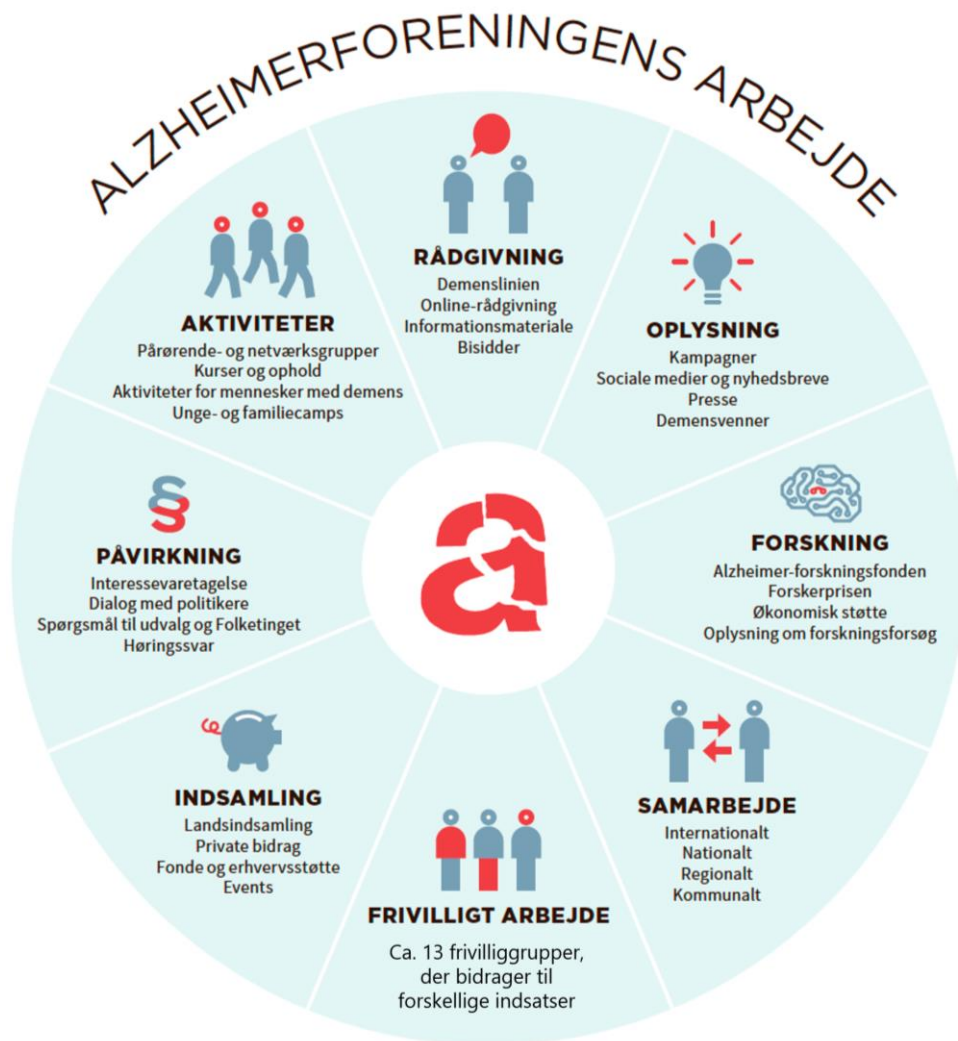 ALZHEIMERFORENINGENS ARBEJDE
RÅDGIVNING
Demenslinien
Online-rådgivning
Informationsmateriale
Bisidder
OPLYSNING
Kampagner
Sociale medier og nyhedsbreve
Presse
Demensvenner
FORSKNING
Alzheimer-forskningsfonden
Forskerprisen
Økonomisk støtte
Oplysning om forskningsforsøg
SAMARBEJDE
Internationalt
Nationalt
Regionalt
Kommunalt
FRIVILLIGT ARBEJDE
Ca. 13 frivilliggrupper,
der bidrager til
forskellige indsatser
INDSAMLING
Landsindsamling
Private bidrag
Fonde og erhvervsstøtte
Events
PÅVIRKNING
Interessevaretagelse
Dialog med politikere
Spørgsmål til udvalg og Folketinget
Høringssvar
AKTIVITETER
Pårørende- og netværksgrupper
Kurser og ophold
Aktiviteter for mennesker med demens
Unge- og familiecamps
§
a